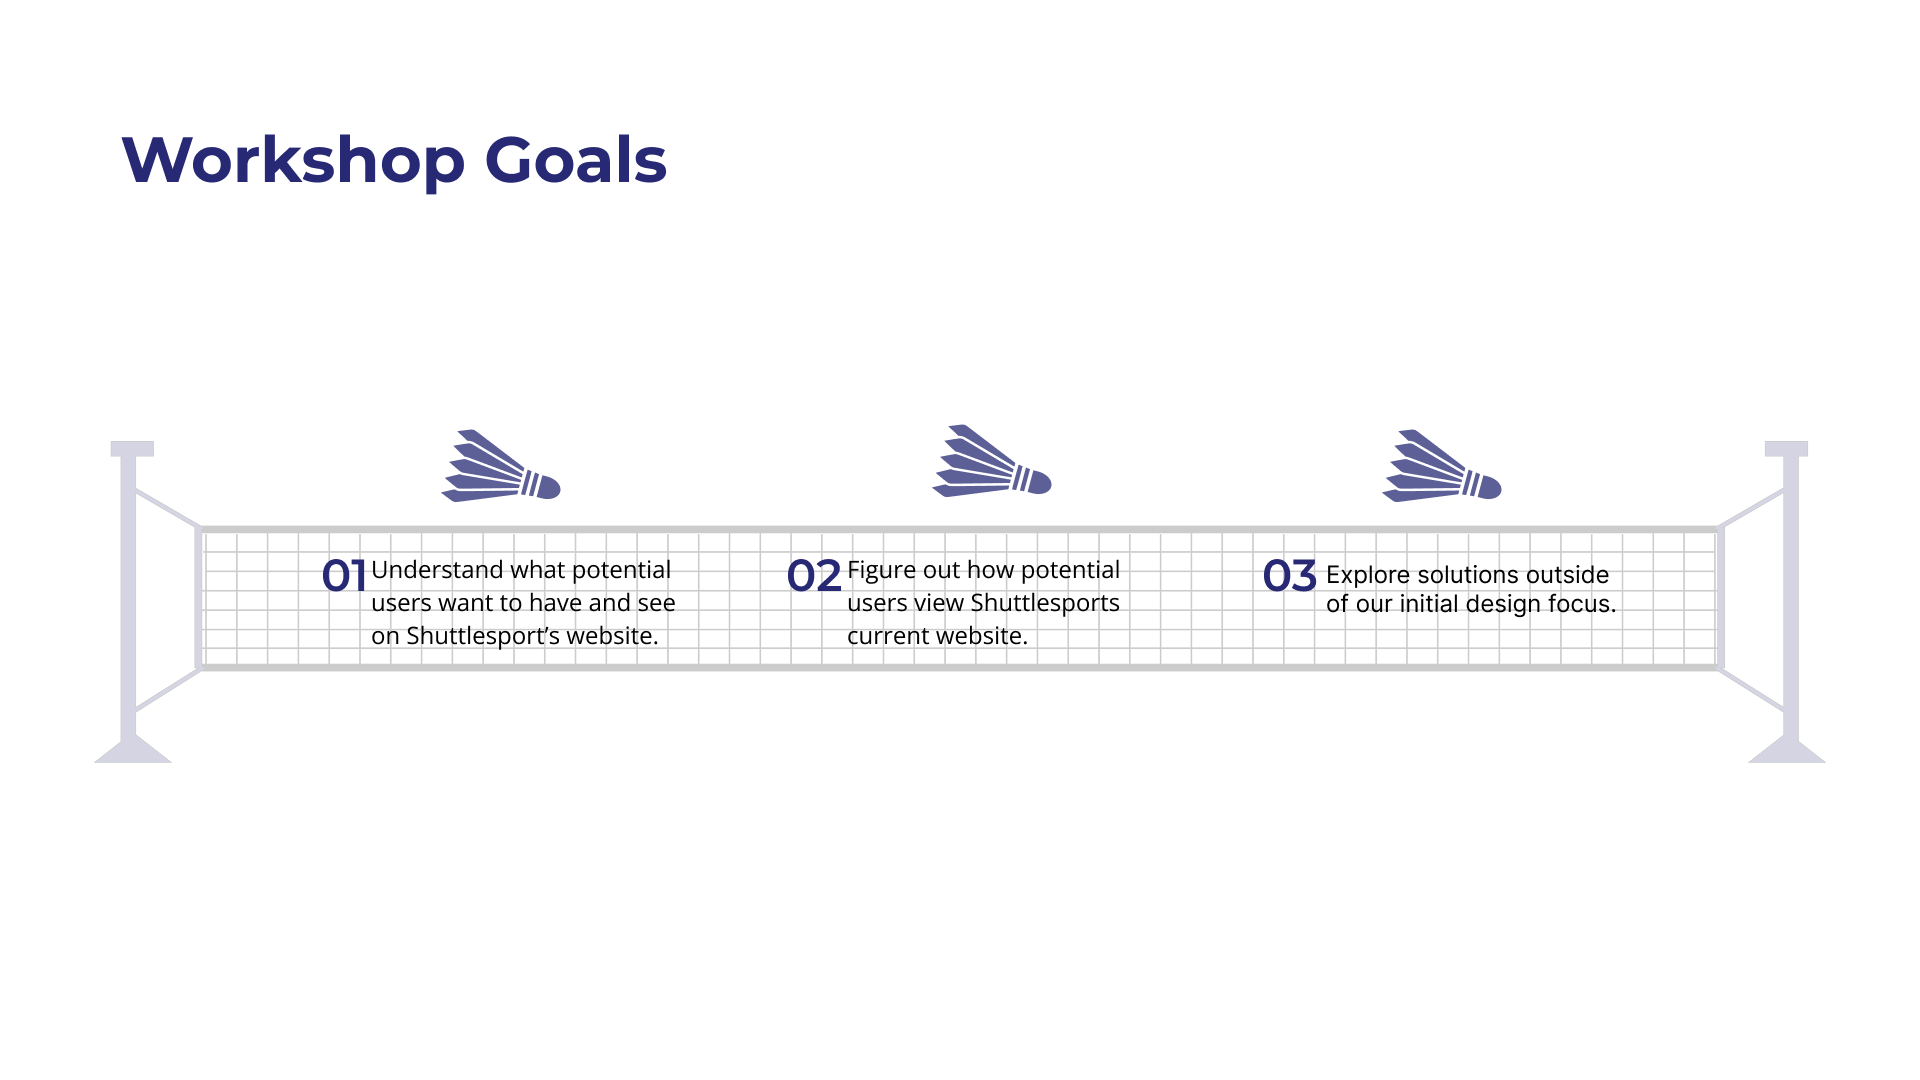 Workshop Goals
01 Understand what potential
users want to have and see
on Shuttlesport’s website.
02 Figure out how potential
users view Shuttlesports
current website.
03 Explore solutions outside
of our initial design focus.